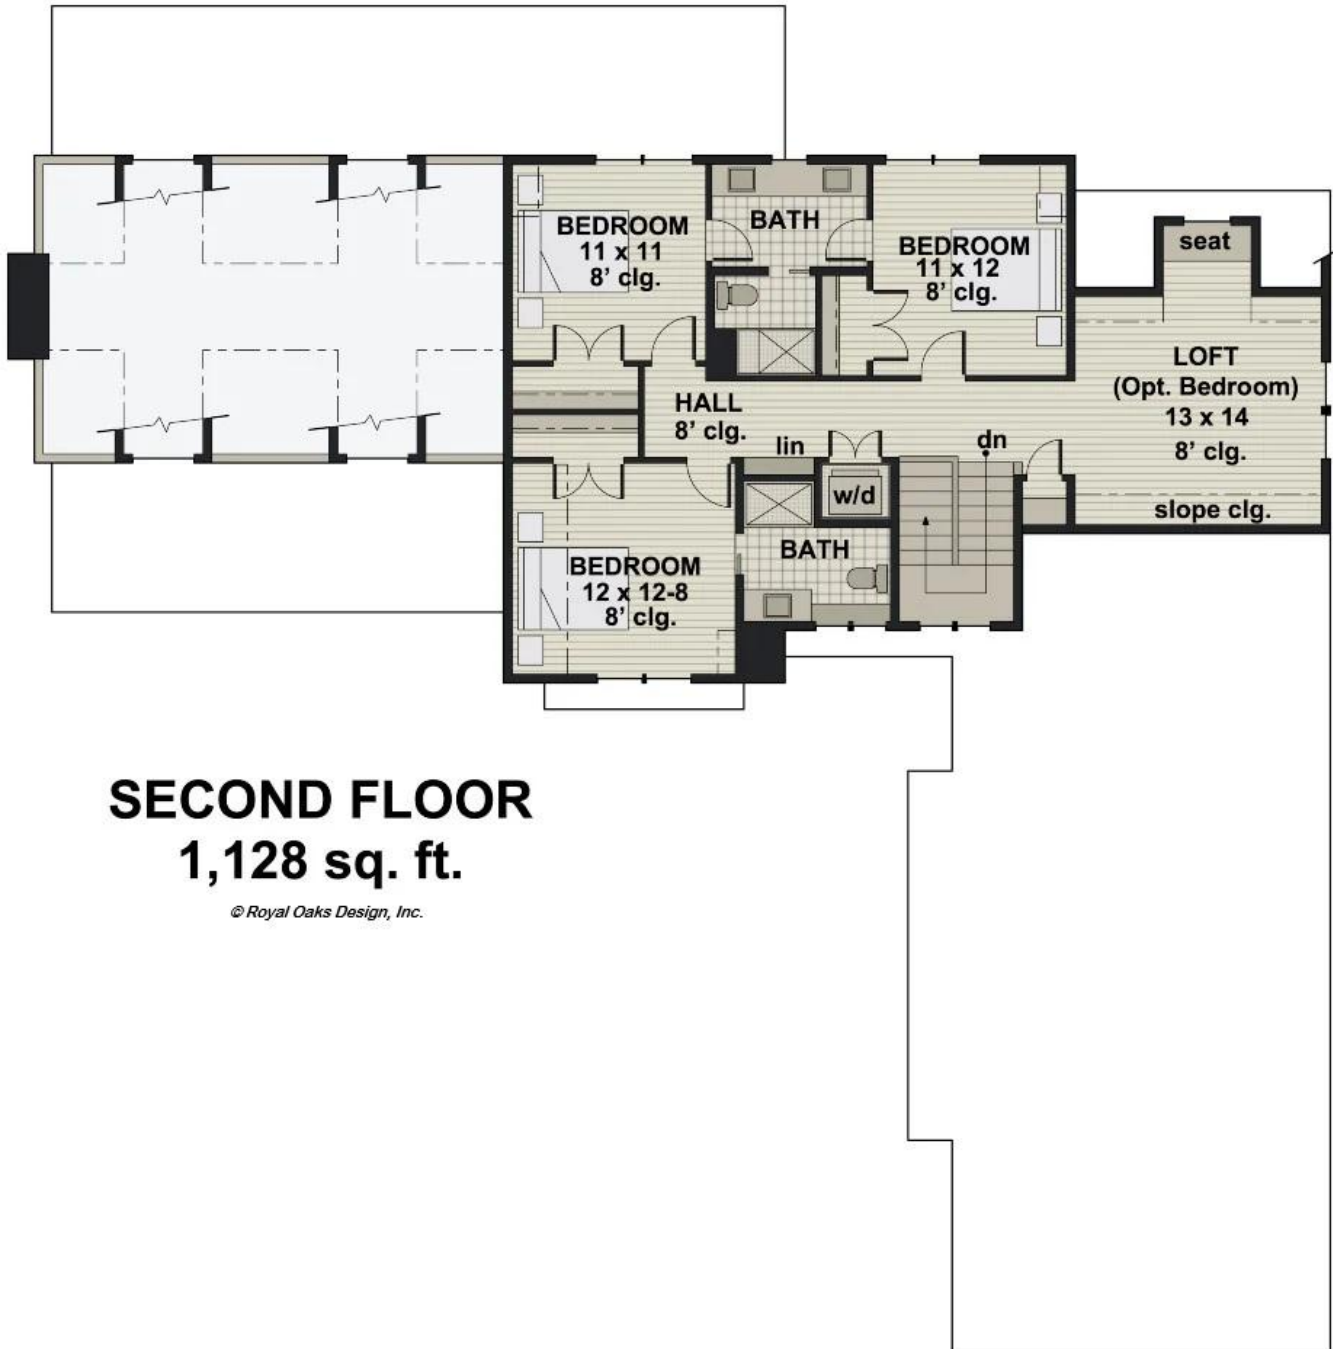 BEDROOM
11 x 11
8' clg.
BATH
BEDROOM
11 x 12
8' clg.
seat
LOFT
(Opt. Bedroom)
13 x 14
8' clg.
slope clg.
HALL
8' clg.
lin
dn
w/d
BATH
BEDROOM
12 x 12-8
8' clg.
SECOND FLOOR
1,128 sq. ft.
© Royal Oaks Design, Inc.